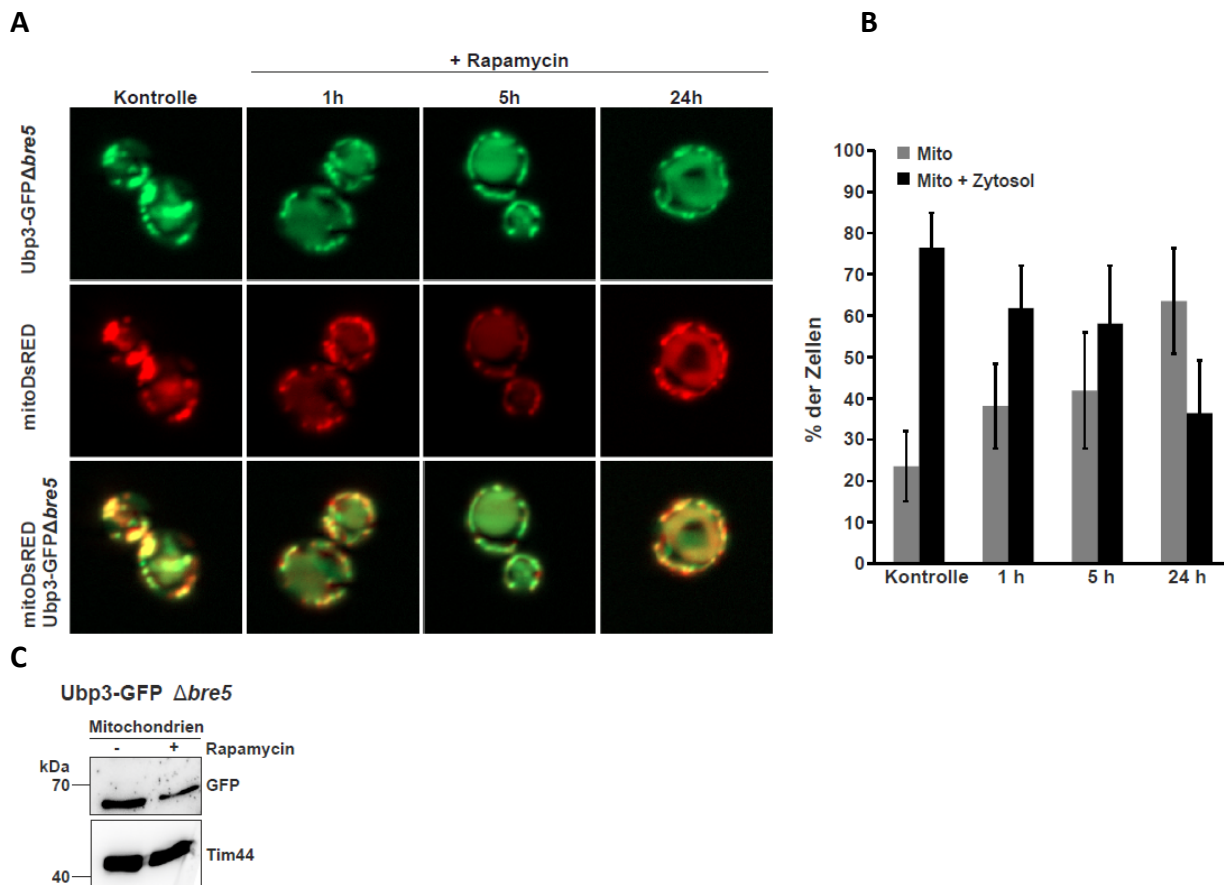 A
+ Rapamycin
Kontrolle 1h 5h 24h
Ubp3-GFPΔbre5
mitoDsRED
mitoDsRED
Ubp3-GFPΔbre5
B
Mito
Mito + Zytosol
% der Zellen
100
90
80
70
60
50
40
30
20
10
0
Kontrolle 1 h 5 h 24 h
C
Ubp3-GFP Δbre5
Mitochondrien
- + Rapamycin
kDa
70 GFP
40 Tim44